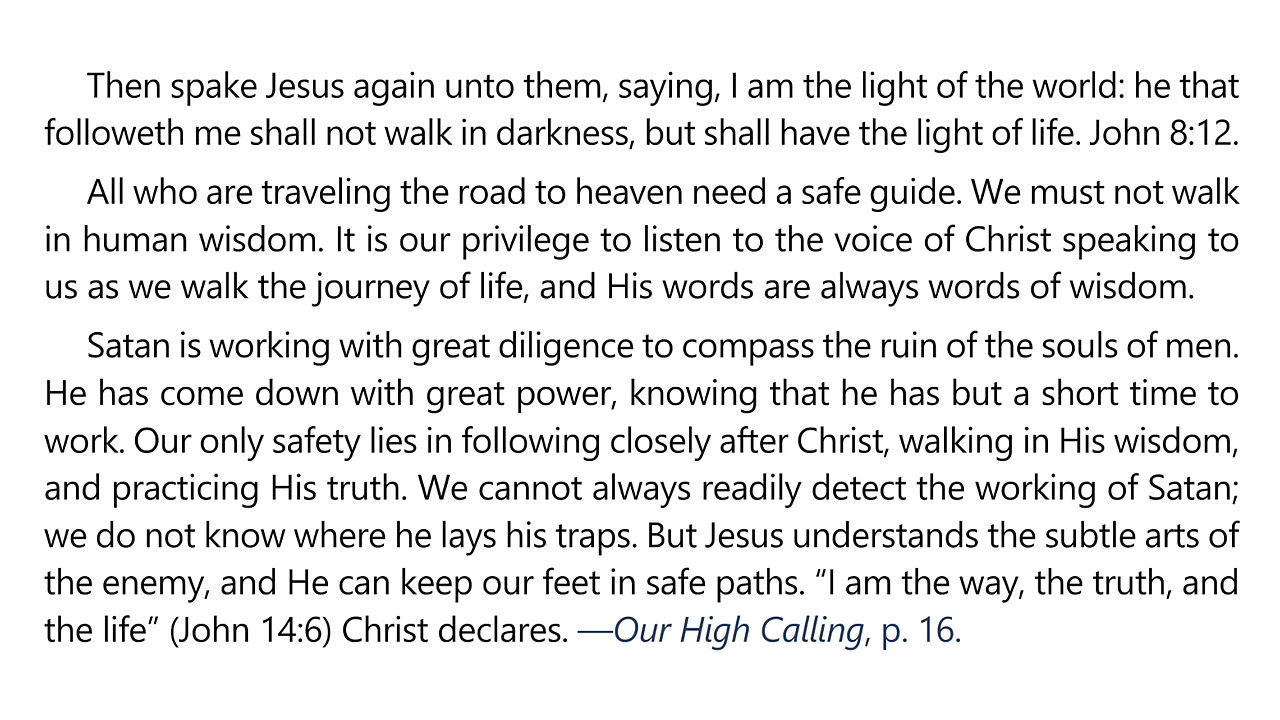 Then spake Jesus again unto them, saying, I am the light of the world: he that
followeth me shall not walk in darkness, but shall have the light of life. John 8:12.
All who are traveling the road to heaven need a safe guide. We must not walk
in human wisdom. It is our privilege to listen to the voice of Christ speaking to
us as we walk the journey of life, and His words are always words of wisdom.
Satan is working with great diligence to compass the ruin of the souls of men.
He has come down with great power, knowing that he has but a short time to
work. Our only safety lies in following closely after Christ, walking in His wisdom,
and practicing His truth. We cannot always readily detect the working of Satan;
we do not know where he lays his traps. But Jesus understands the subtle arts of
the enemy, and He can keep our feet in safe paths. “I am the way, the truth, and
the life” (John 14:6) Christ declares. —Our High Calling, p. 16.